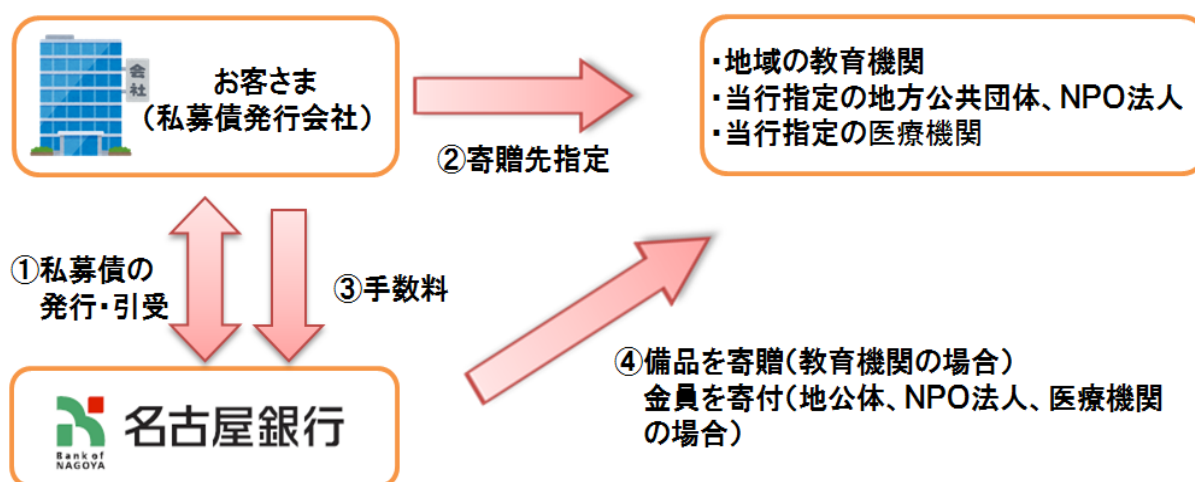 会社
お客さま
（私募債発行会社）
・地域の教育機関
・当行指定の地方公共団体、NPO法人
・当行指定の医療機関
②寄贈先指定
①私募債の
発行・引受
③手数料
④備品を寄贈（教育機関の場合）
金員を寄付（地公体、NPO法人、医療機関
の場合）
名古屋銀行
Bank of
NAGOYA